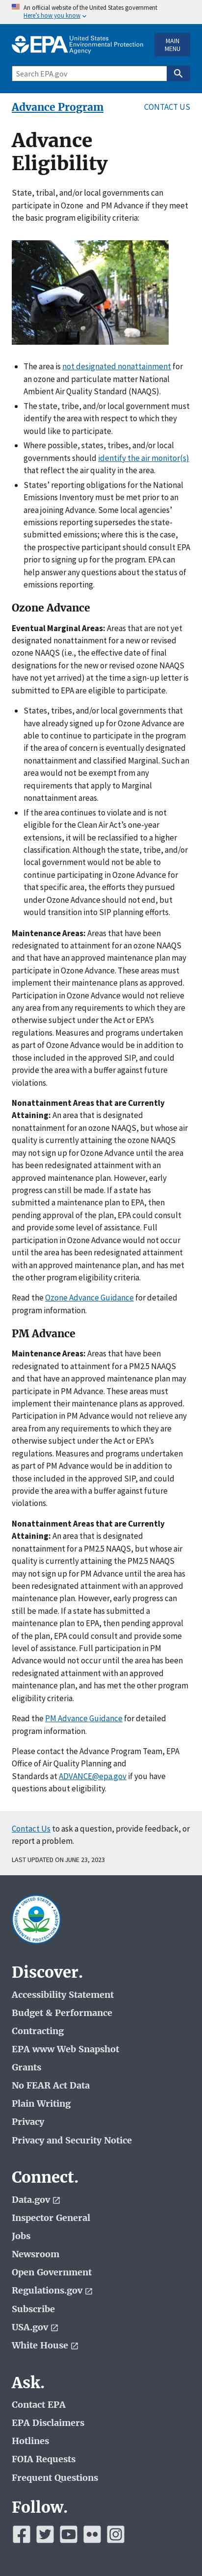 An official website of the United States government
Here's how you know
EPA United States
Environmental Protection
Agency
MAIN
MENU
Search EPA.gov
Advance Program
CONTACT US
Advance
Eligibility
State, tribal, and/or local governments can
participate in Ozone and PM Advance if they meet
the basic program eligibility criteria:
The area is not designated nonattainment for
an ozone and particulate matter National
Ambient Air Quality Standard (NAAQS).
The state, tribe, and/or local government must
identify the area with respect to which they
would like to participate.
Where possible, states, tribes, and/or local
governments should identify the air monitor(s)
that reflect the air quality in the area.
States' reporting obligations for the National
Emissions Inventory must be met prior to an
area joining Advance. Some local agencies'
emissions reporting supersedes the state-
submitted emissions; where this is the case, the
prospective participant should consult the EPA
prior to signing up for the program. EPA can
help answer any questions about the status of
emissions reporting.
Ozone Advance
Eventual Marginal Areas: Areas that are not yet
designated nonattainment for a new or revised
ozone NAAQS (i.e., the effective date of final
designations for the new or revised ozone NAAQS
have not yet arrived) at the time a sign-up letter is
submitted to EPA are eligible to participate.
States, tribes, and/or local governments that
have already signed up for Ozone Advance are
able to continue to participate in the program
if the area of concern is eventually designated
nonattainment and classified Marginal. Such an
area would not be exempt from any
requirements that apply to Marginal
nonattainment areas.
If the area continues to violate and is not
eligible for the Clean Air Act's one-year
extensions, it will be reclassified to a higher
classification. Although the state, tribe, and/or
local government would not be able to
continue participating in Ozone Advance for
that specific area, the efforts they pursued
under Ozone Advance should not end, but
would transition into SIP planning efforts.
Maintenance Areas: Areas that have been
redesignated to attainment for an ozone NAAQS
and that have an approved maintenance plan may
participate in Ozone Advance. These areas must
implement their maintenance plans as approved.
Participation in Ozone Advance would not relieve
an area from any requirements to which they are
otherwise subject under the Act or EPA's
regulations. Measures and programs undertaken
as part of Ozone Advance would be in addition to
those included in the approved SIP, and could
provide the area with a buffer against future
violations.
Nonattainment Areas that are Currently
Attaining: An area that is designated
nonattainment for an ozone NAAQS, but whose air
quality is currently attaining the ozone NAAQS
may not sign up for Ozone Advance until the area
has been redesignated to attainment with an
approved maintenance plan. However, early
progress can still be made. If a state has
submitted a maintenance plan to EPA, then
pending approval of the plan, EPA could consult
and provide some level of assistance. Full
participation in Ozone Advance would not occur
until the area has been redesignated attainment
with an approved maintenance plan, and meets all
other program eligibility criteria.
Read the Ozone Advance Guidance for detailed
program information.
PM Advance
Maintenance Areas: Areas that have been
redesignated to attainment for a PM2.5 NAAQS
and that have an approved maintenance plan may
participate in PM Advance. These areas must
implement their maintenance plans as approved.
Participation in PM Advance would not relieve an
area from any requirements to which they are
otherwise subject under the Act or EPA's
regulations. Measures and programs undertaken
as part of PM Advance would be in addition to
those included in the approved SIP, and could
provide the area with a buffer against future
violations.
Nonattainment Areas that are Currently
Attaining: An area that is designated
nonattainment for a PM2.5 NAAQS, but whose air
quality is currently attaining the PM2.5 NAAQS
may not sign up for PM Advance until the area has
been redesignated to attainment with an approved
maintenance plan. However, early progress can
still be made. If a state has submitted a
maintenance plan to EPA, then pending approval
of the plan, EPA could consult and provide some
level of assistance. Full participation in PM
Advance would not occur until the area has been
redesignated attainment with an approved
maintenance plan, and meets all other program
eligibility criteria.
Read the PM Advance Guidance for detailed
program information.
Please contact the Advance Program Team, EPA
Office of Air Quality Planning and
Standards at ADVANCE@epa.gov if you have
questions about eligibility.
Contact Us to ask a question, provide feedback, or
report a problem.
LAST UPDATED ON JUNE 23, 2023
Discover.
Accessibility Statement
Budget & Performance
Contracting
EPA www Web Snapshot
Grants
No FEAR Act Data
Plain Writing
Privacy
Privacy and Security Notice
Connect.
Data.gov
Inspector General
Jobs
Newsroom
Open Government
Regulations.gov
Subscribe
USA.gov
White House
Ask.
Contact EPA
EPA Disclaimers
Hotlines
FOIA Requests
Frequent Questions
Follow.